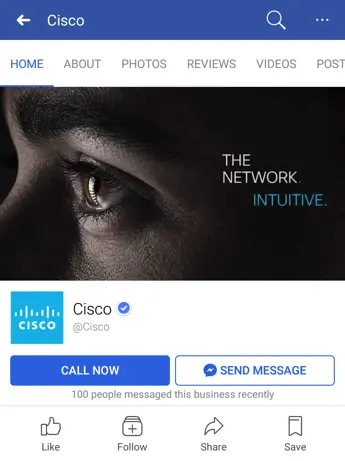 Cisco
HOME ABOUT PHOTOS REVIEWS VIDEOS POST
THE
NETWORK.
INTUITIVE.
CISCO
Cisco
@Cisco
CALL NOW SEND MESSAGE
100 people messaged this business recently
Like Follow Share Save